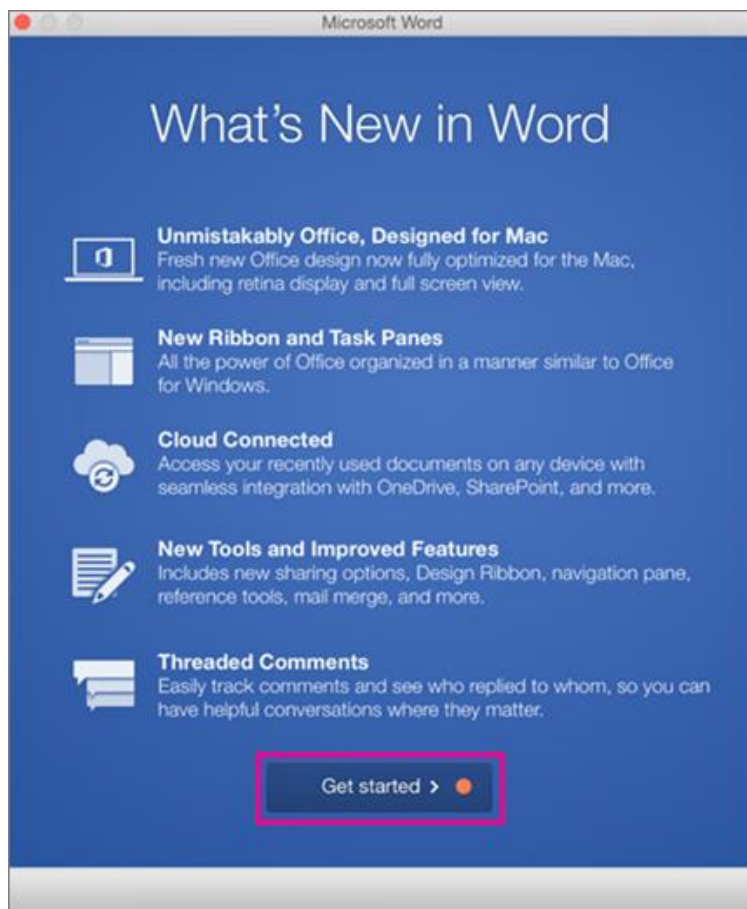 Microsoft Word
What's New in Word
Unmistakably Office, Designed for Mac
Fresh new Office design now fully optimized for the Mac,
including retina display and full screen view.
New Ribbon and Task Panes
All the power of Office organized in a manner similar to Office
for Windows.
Cloud Connected
Access your recently used documents on any device with
seamless integration with OneDrive, SharePoint, and more.
New Tools and Improved Features
Includes new sharing options, Design Ribbon, navigation pane,
reference tools, mail merge, and more.
Threaded Comments
Easily track comments and see who replied to whom, so you can
have helpful conversations where they matter.
Get started >